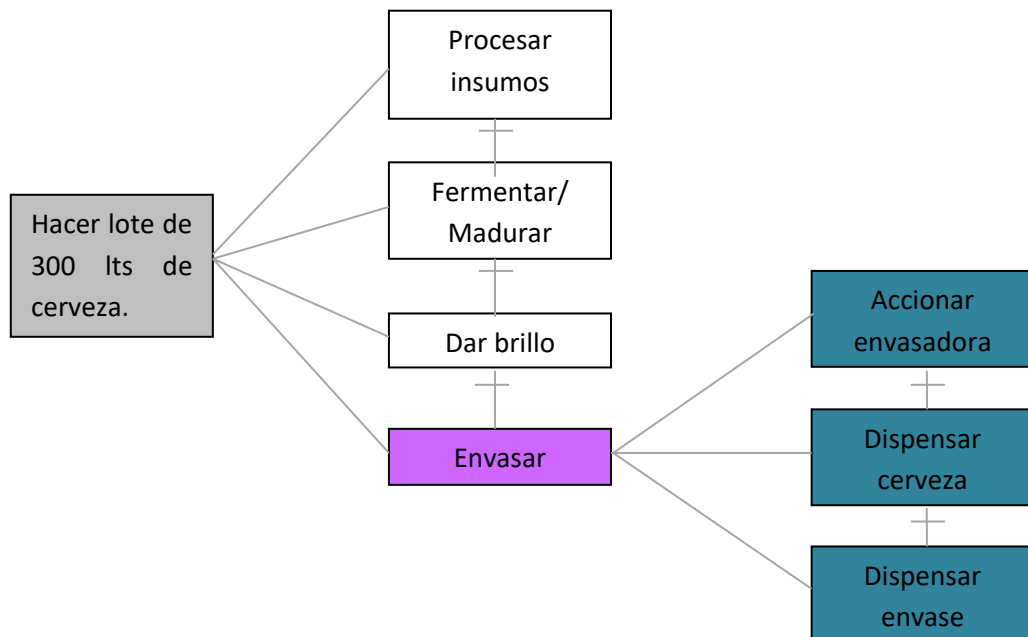 Procesar
insumos
Fermentar/
Madurar
Hacer lote de
300 lts de
cerveza.
Dar brillo
Envasar
Accionar
envasadora
Dispensar
cerveza
Dispensar
envase